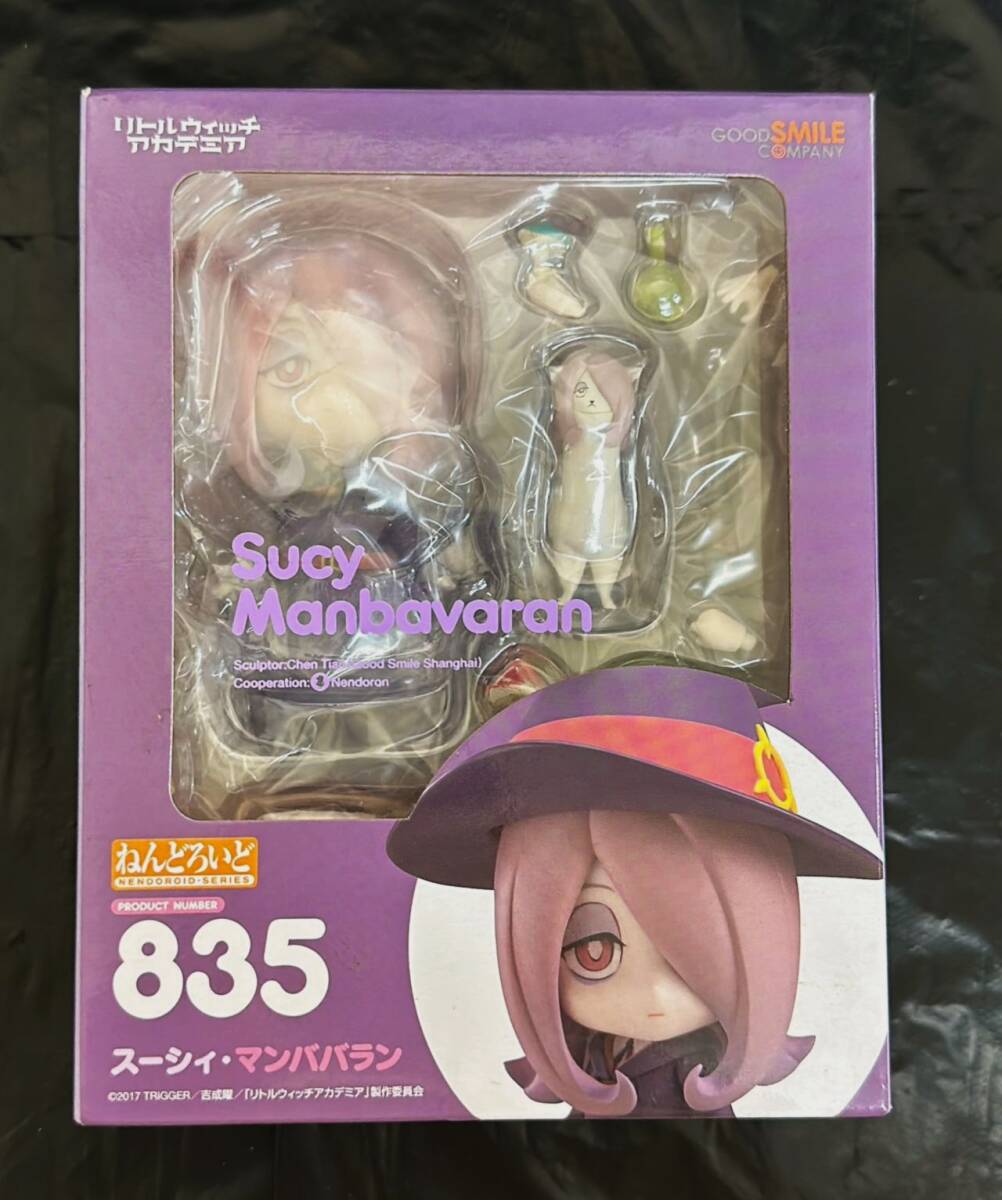 リトルウィッチ
アカデミア
GOOD SMILE
COMPANY
Sucy
Manbavaran
Sculptor:Chen Smile Shanghai)
Cooperation: Nendoron
ねんどろいど
NENDOROID・SERIES
PRODUCT NUMBER
835
スーシィ・マンババラン
©2017 TRIGGER／吉成曜／「リトルウィッチアカデミア」製作委員会